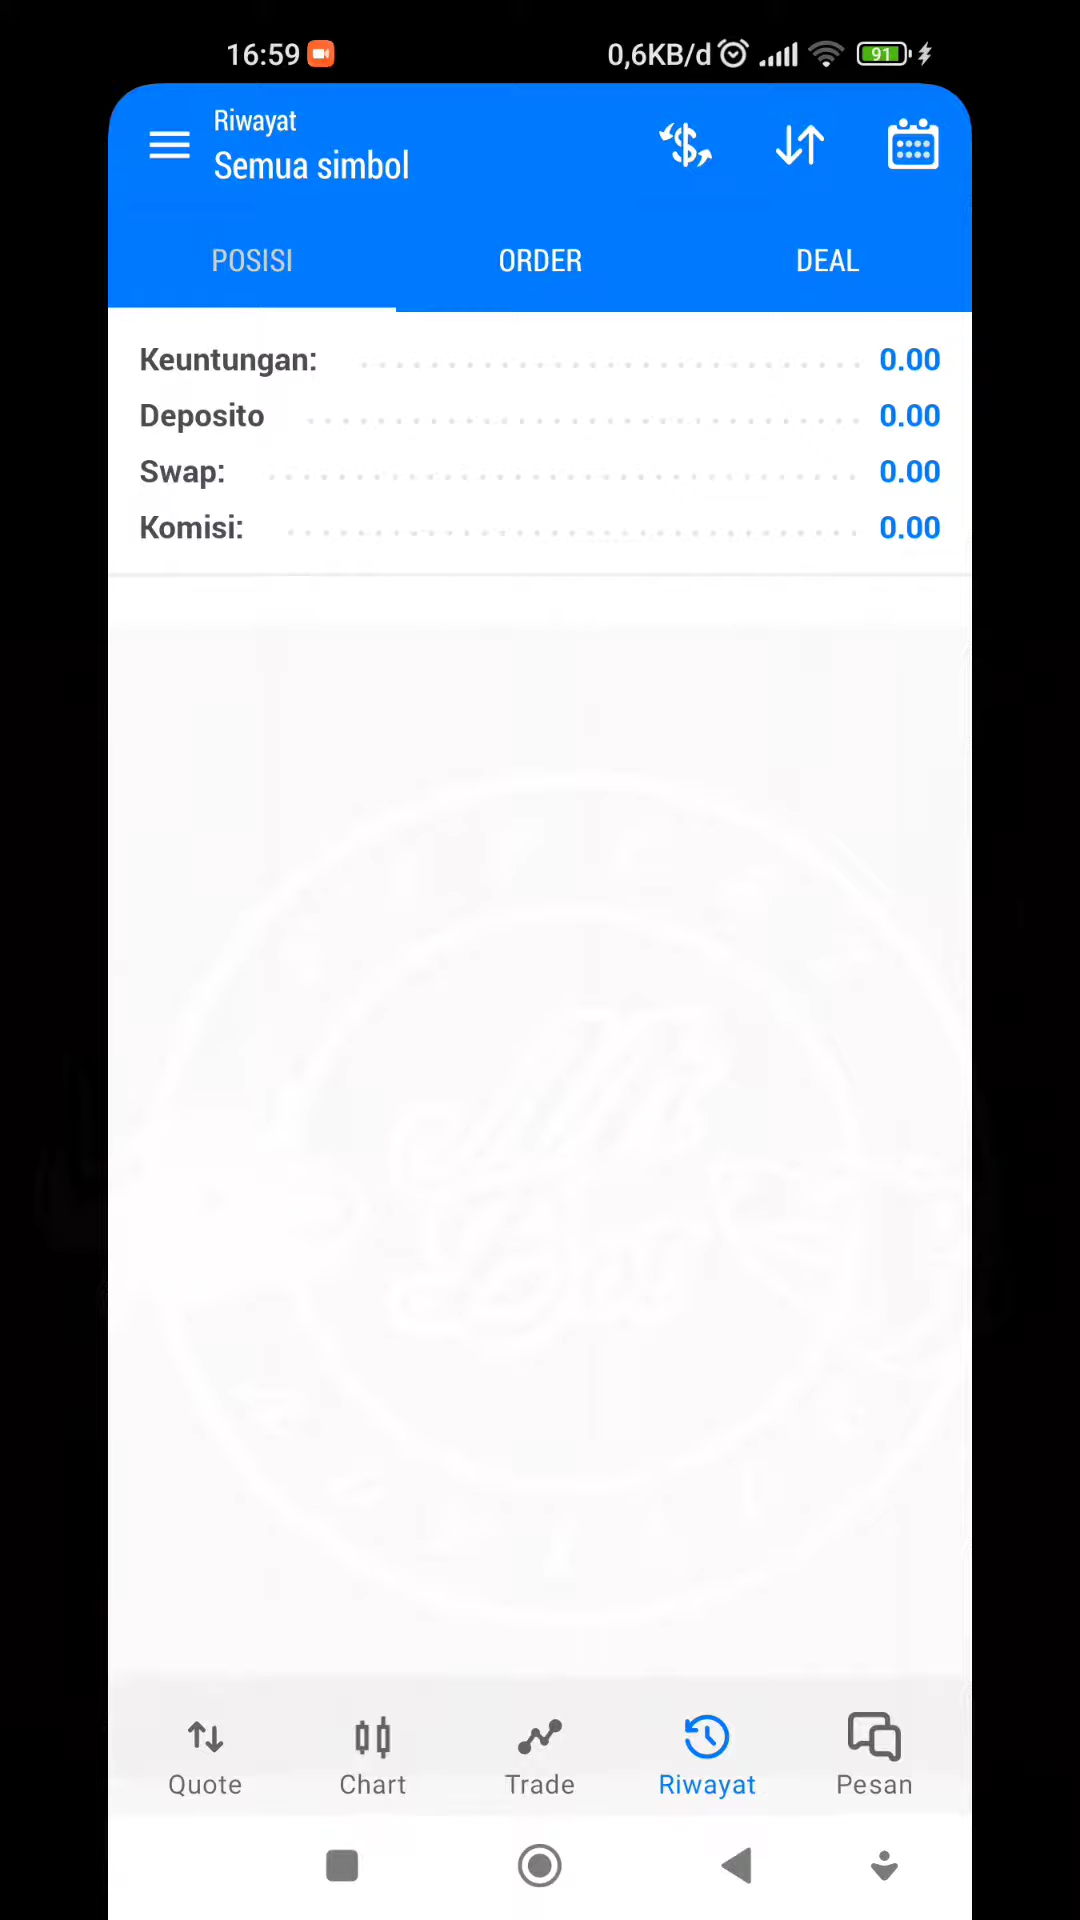 16:59
0,6KB/d
91
Riwayat
Semua simbol
POSISI
ORDER
DEAL
Keuntungan: 0.00
Deposito 0.00
Swap: 0.00
Komisi: 0.00
Quote
Chart
Trade
Riwayat
Pesan